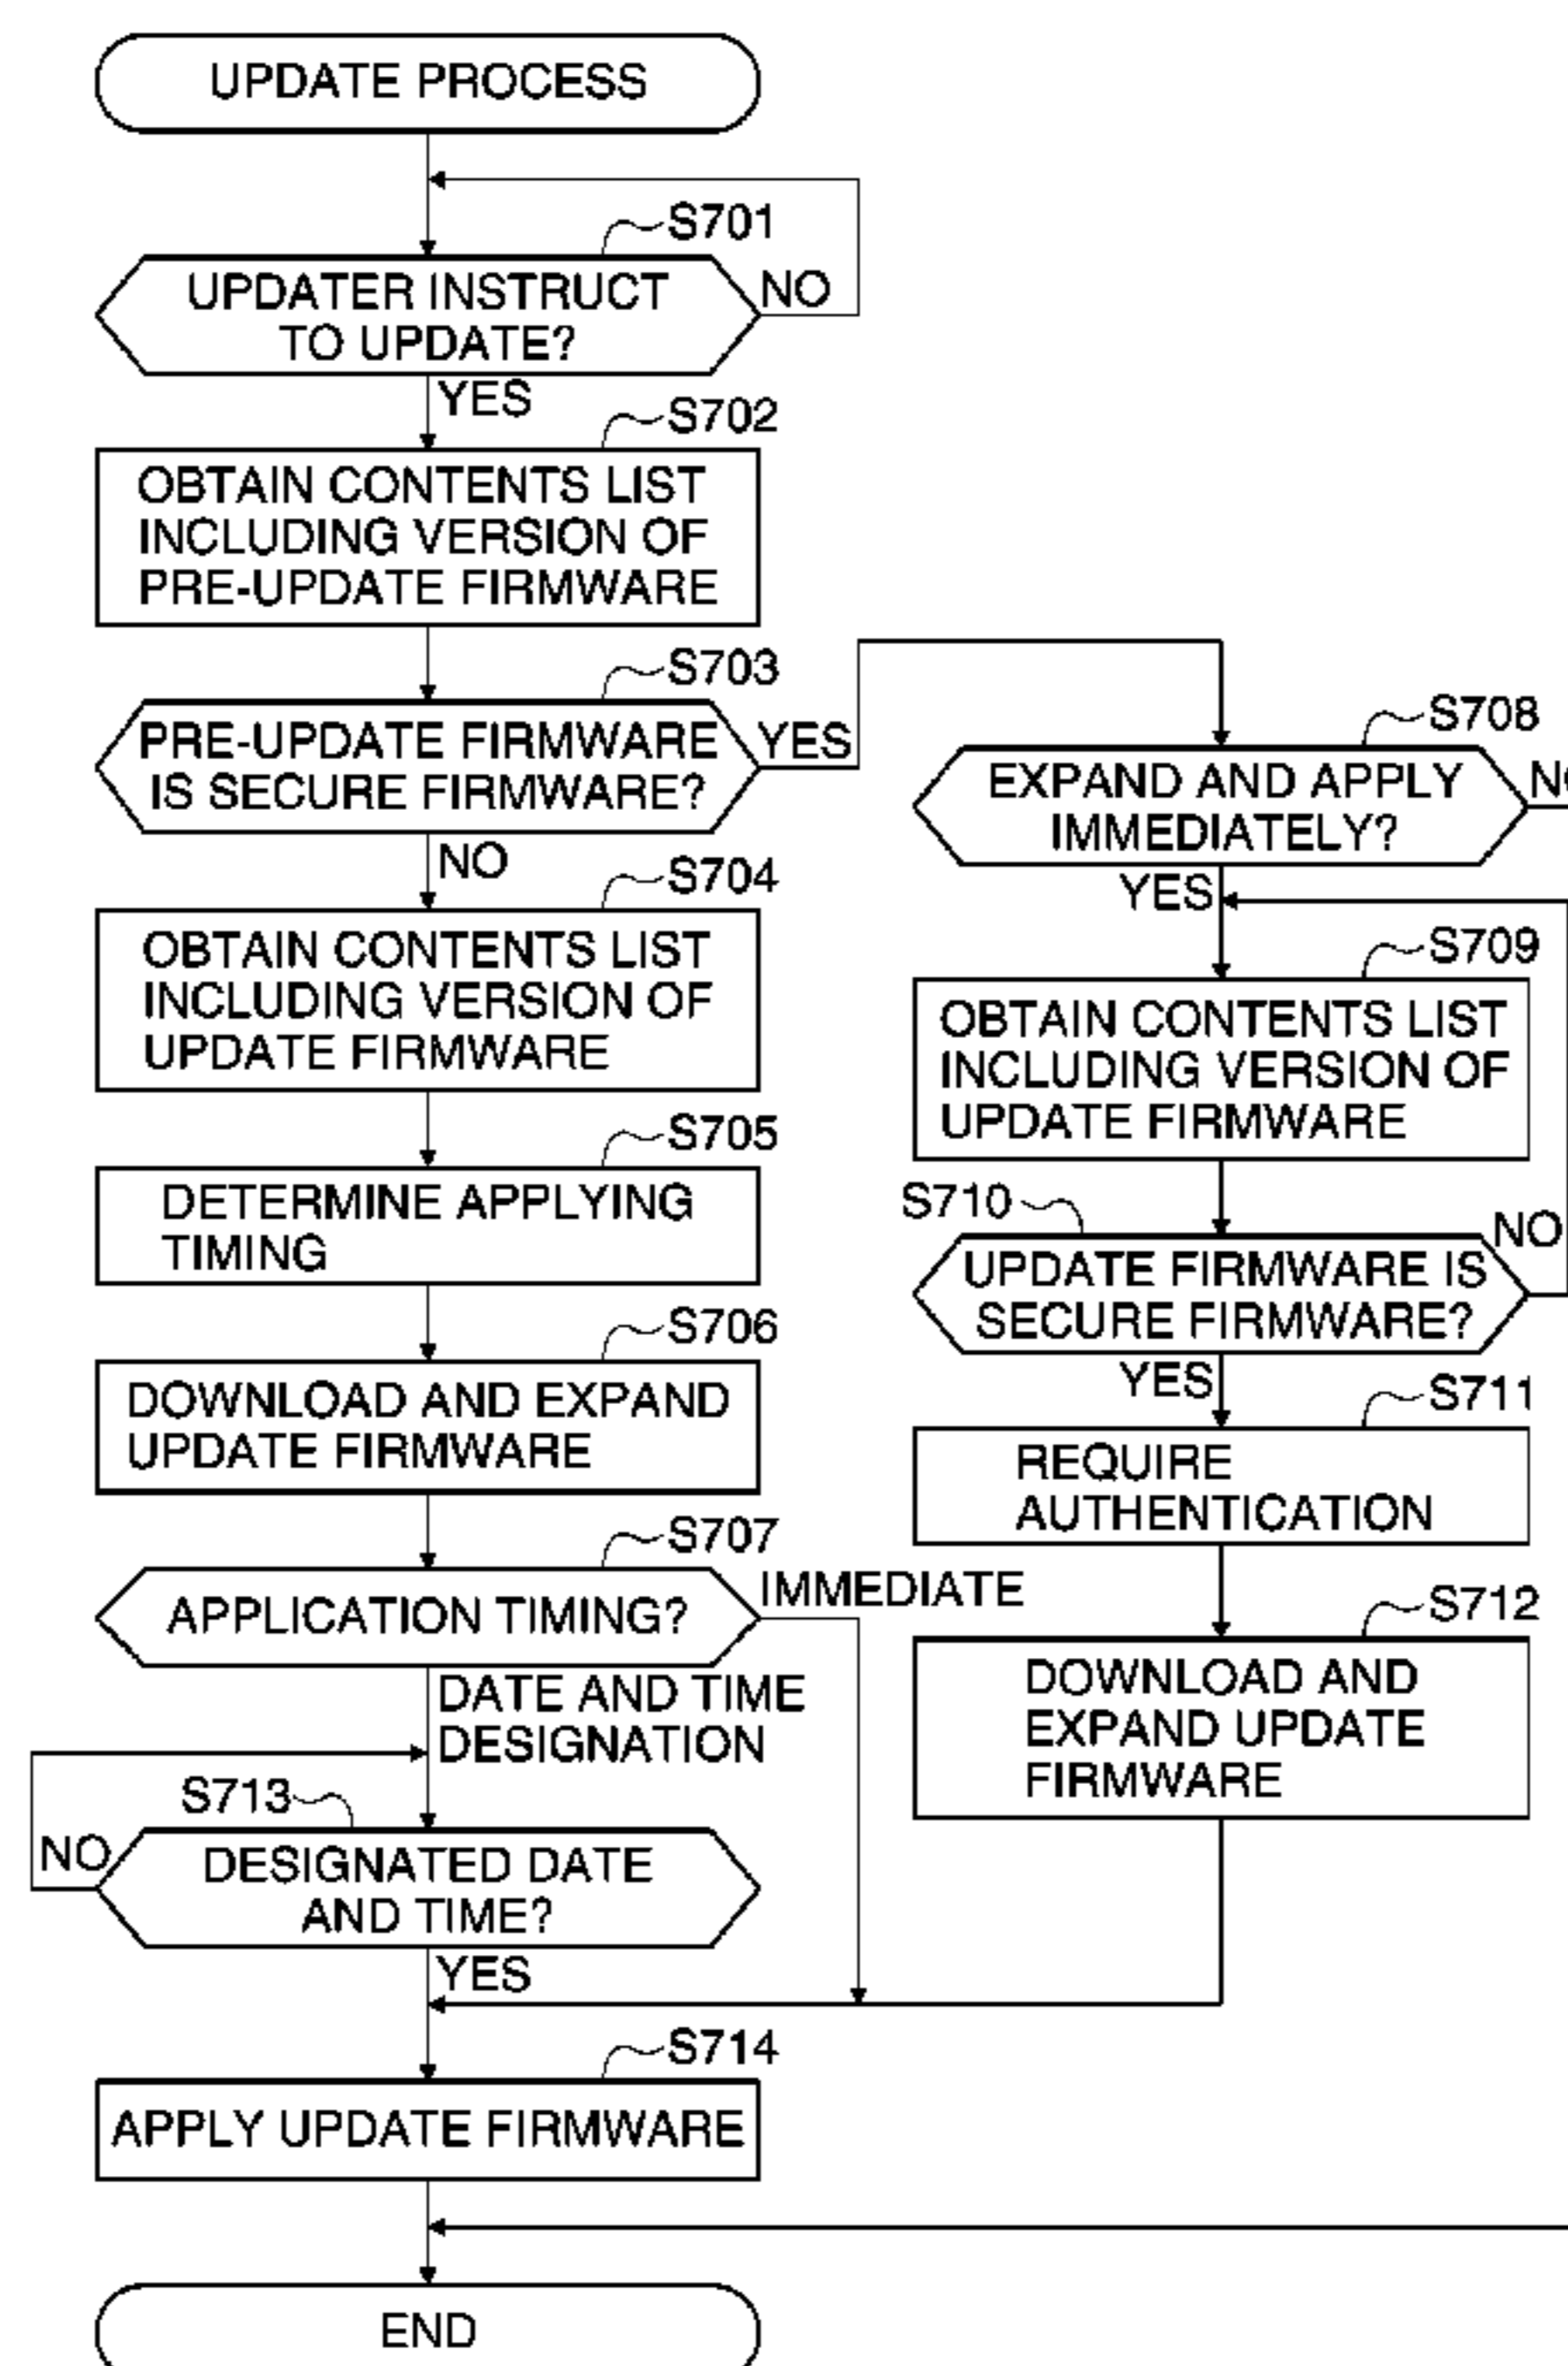 UPDATE PROCESS
S701
UPDATER INSTRUCT
TO UPDATE?
NO
YES
S702
OBTAIN CONTENTS LIST
INCLUDING VERSION OF
PRE-UPDATE FIRMWARE
S703
PRE-UPDATE FIRMWARE
IS SECURE FIRMWARE?
YES
NO
S704
OBTAIN CONTENTS LIST
INCLUDING VERSION OF
UPDATE FIRMWARE
S705
DETERMINE APPLYING
TIMING
S706
DOWNLOAD AND EXPAND
UPDATE FIRMWARE
S707
APPLICATION TIMING?
IMMEDIATE
DATE AND TIME
DESIGNATION
S713
NO
DESIGNATED DATE
AND TIME?
YES
S714
APPLY UPDATE FIRMWARE
END
S708
EXPAND AND APPLY
IMMEDIATELY?
NO
YES
S709
OBTAIN CONTENTS LIST
INCLUDING VERSION OF
UPDATE FIRMWARE
S710
NO
UPDATE FIRMWARE IS
SECURE FIRMWARE?
YES
S711
REQUIRE
AUTHENTICATION
S712
DOWNLOAD AND
EXPAND UPDATE
FIRMWARE